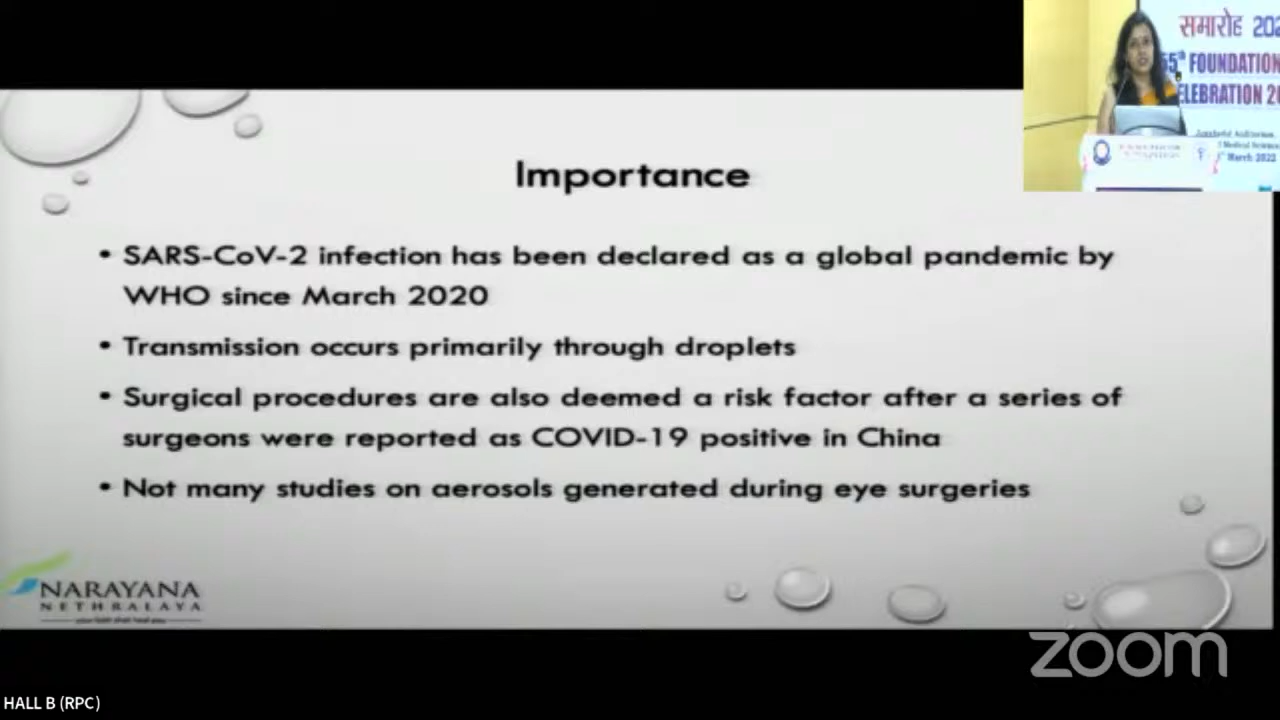 समारोह 202
55th FOUNDATION
ELEBRATION 20
March 2022
Importance
• SARS-CoV-2 infection has been declared as a global pandemic by
WHO since March 2020
• Transmission occurs primarily through droplets
• Surgical procedures are also deemed a risk factor after a series of
surgeons were reported as COVID-19 positive in China
• Not many studies on aerosols generated during eye surgeries
NARAYANA
NETHRALAYA
zoom
HALL B (RPC)